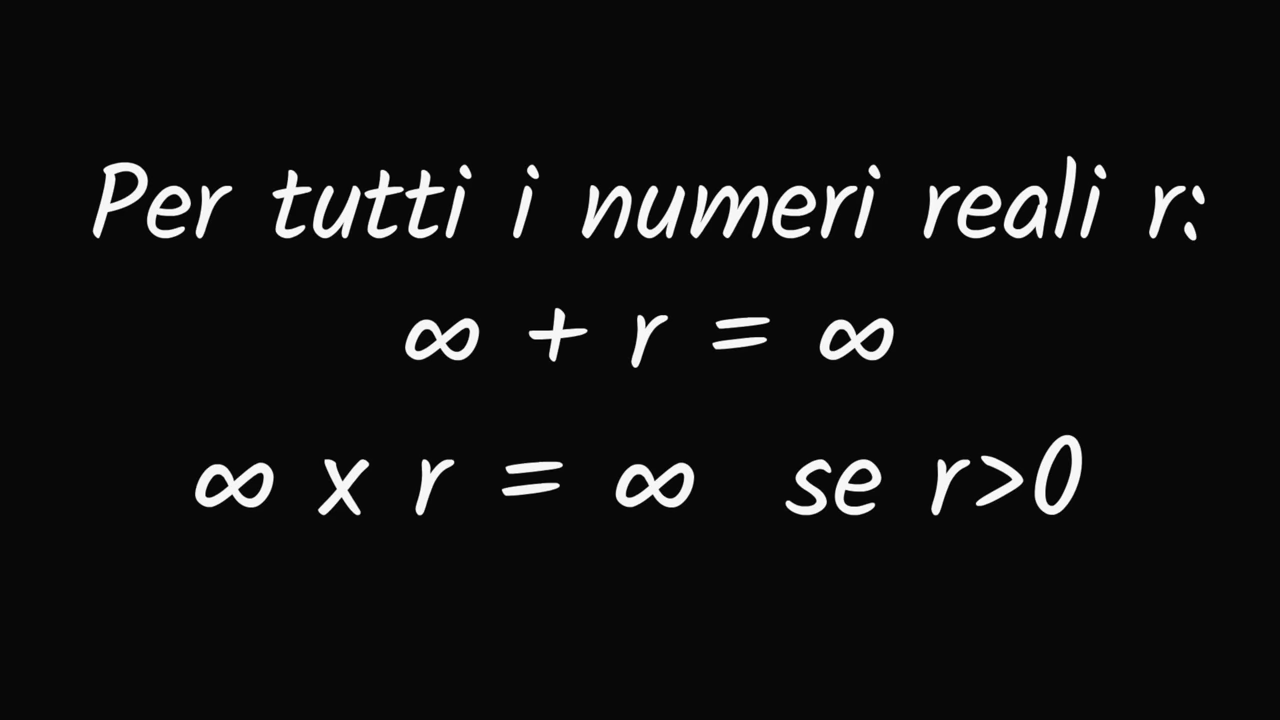 Per tutti i numeri reali r:
∞ + r = ∞
∞ x r = ∞ se r>0